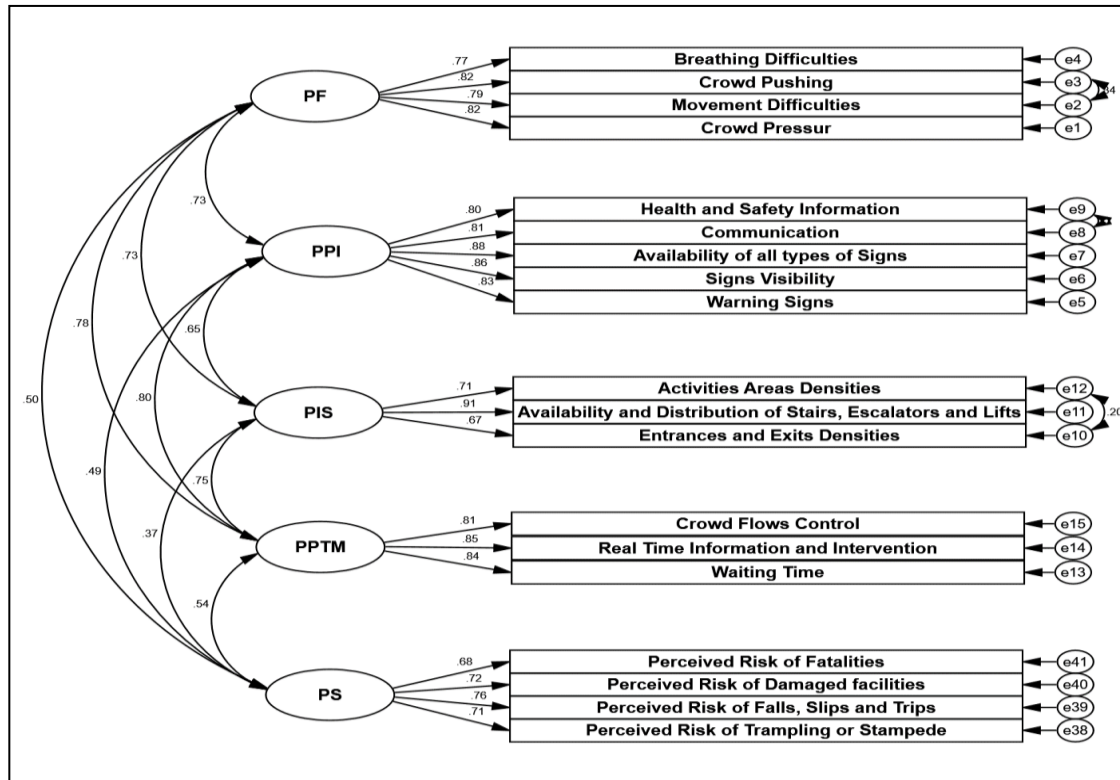 .77 Breathing Difficulties e4
.82 Crowd Pushing e3
PF .79 Movement Difficulties e2
.82 Crowd Pressur e1
.73
.80 Health and Safety Information e9
.81 Communication e8
PPI .88 Availability of all types of Signs e7
.86 Signs Visibility e6
.83 Warning Signs e5
.73
.78
.65
.50
.80
.71 Activities Areas Densities e12
PIS .91 Availability and Distribution of Stairs, Escalators and Lifts e11 .20
.67 Entrances and Exits Densities e10
.49
.75
.37
.81 Crowd Flows Control e15
PPTM .85 Real Time Information and Intervention e14
.84 Waiting Time e13
.54
.68 Perceived Risk of Fatalities e41
.72 Perceived Risk of Damaged facilities e40
PS .76 Perceived Risk of Falls, Slips and Trips e39
.71 Perceived Risk of Trampling or Stampede e38